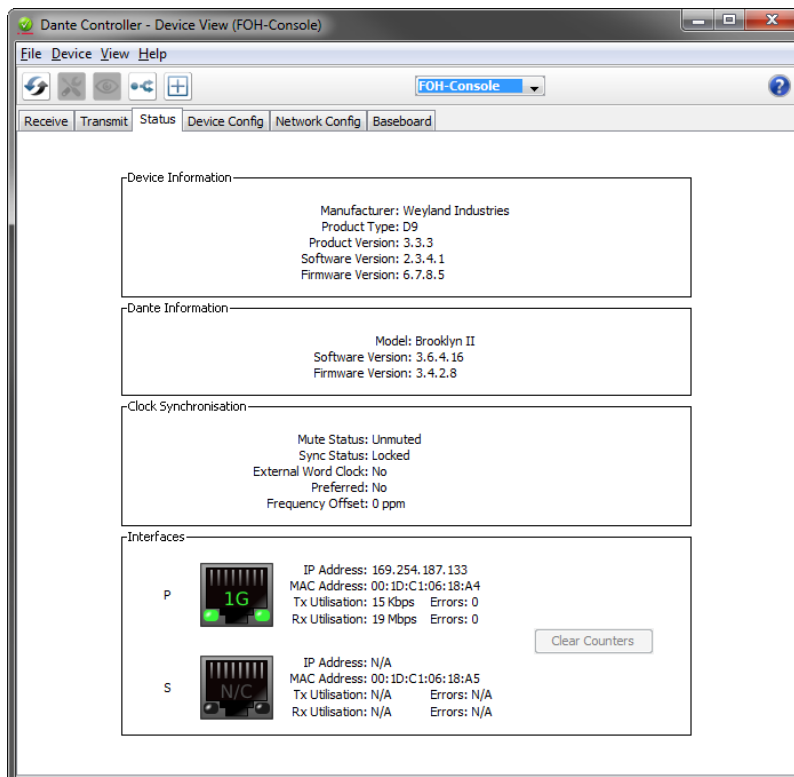 Dante Controller - Device View (FOH-Console)
File Device View Help
FOH-Console
?
Receive Transmit Status Device Config Network Config Baseboard
Device Information
Manufacturer: Weyland Industries
Product Type: D9
Product Version: 3.3.3
Software Version: 2.3.4.1
Firmware Version: 6.7.8.5
Dante Information
Model: Brooklyn II
Software Version: 3.6.4.16
Firmware Version: 3.4.2.8
Clock Synchronisation
Mute Status: Unmuted
Sync Status: Locked
External Word Clock: No
Preferred: No
Frequency Offset: 0 ppm
Interfaces
P
1G
IP Address: 169.254.187.133
MAC Address: 00:1D:C1:06:18:A4
Tx Utilisation: 15 Kbps Errors: 0
Rx Utilisation: 19 Mbps Errors: 0
Clear Counters
S
N/C
IP Address: N/A
MAC Address: 00:1D:C1:06:18:A5
Tx Utilisation: N/A Errors: N/A
Rx Utilisation: N/A Errors: N/A